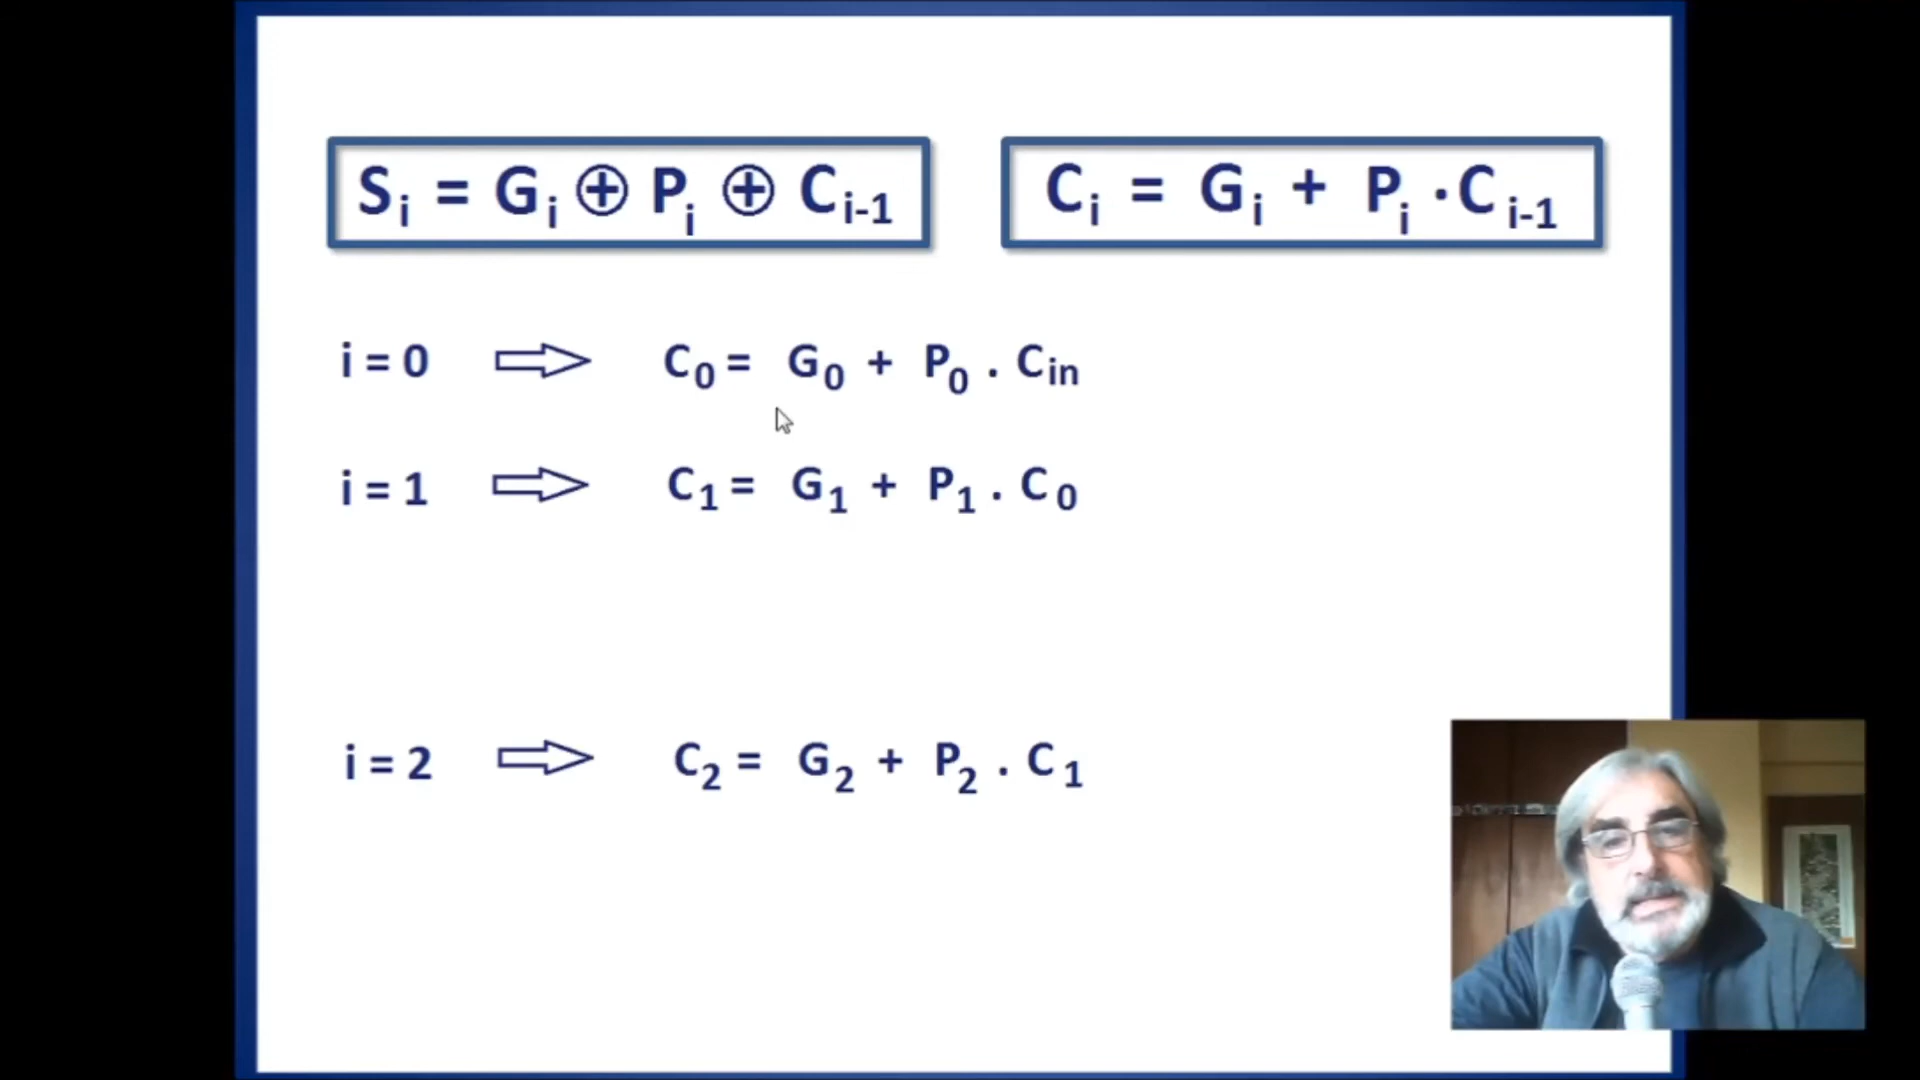 Sᵢ = Gᵢ ⊕ Pᵢ ⊕ Cᵢ₋₁
Cᵢ = Gᵢ + Pᵢ · Cᵢ₋₁
i = 0 ⇨ C₀ = G₀ + P₀ . Cin
i = 1 ⇨ C₁ = G₁ + P₁ . C₀
i = 2 ⇨ C₂ = G₂ + P₂ . C₁